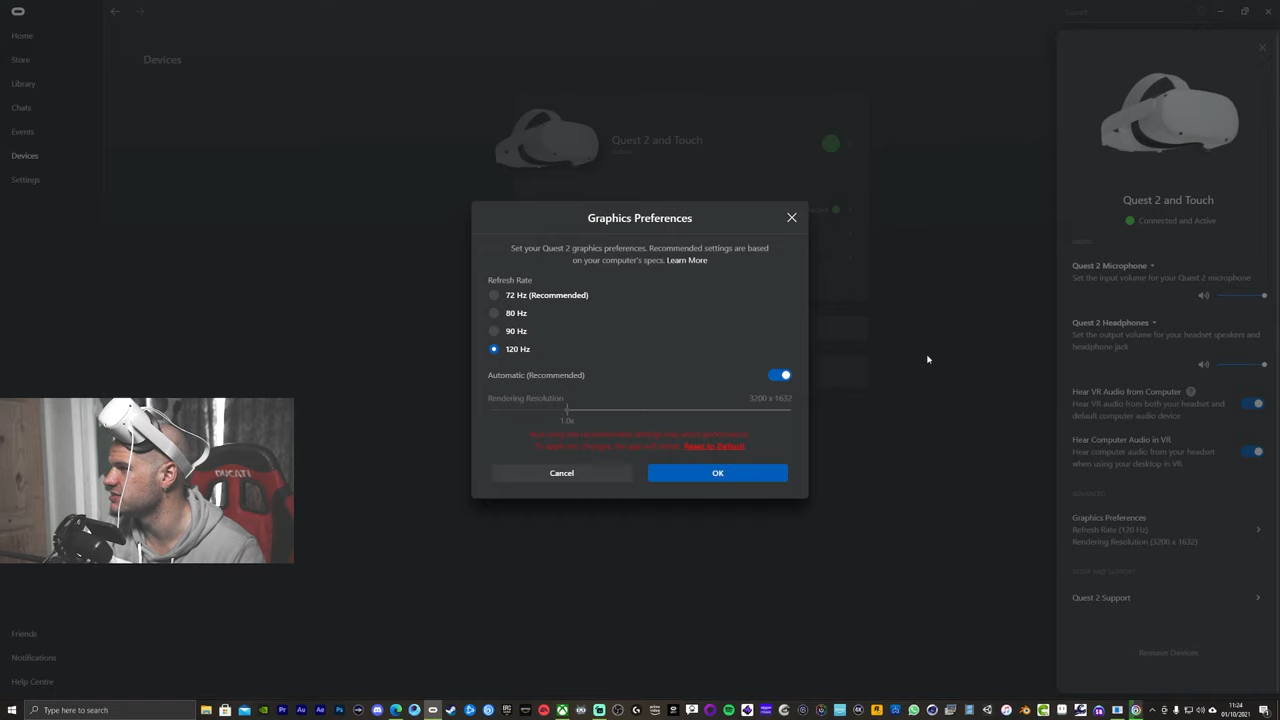 Search
Home
Store
Library
Chats
Events
Devices
Settings
Friends
Notifications
Help Centre
Devices
Quest 2 and Touch
Graphics Preferences
Set your Quest 2 graphics preferences. Recommended settings are based
on your computer's specs. Learn More
Refresh Rate
72 Hz (Recommended)
80 Hz
90 Hz
120 Hz
Automatic (Recommended)
Rendering Resolution 3200 x 1632
1.0x
Reset to Default
Cancel
OK
DUCATI
Quest 2 and Touch
Connected and Active
Quest 2 Microphone
Set the input volume for your Quest 2 microphone
Quest 2 Headphones
Set the output volume for your headset speakers and
headphone jack
Hear VR Audio from Computer
Hear VR audio from both your headset and
default computer audio device
Hear Computer Audio in VR
Hear computer audio from your headset
when using your desktop in VR
ADVANCED
Graphics Preferences
Refresh Rate (120 Hz)
Rendering Resolution (3200 x 1632)
Quest 2 Support
Remove Devices
Type here to search
11:24
01/10/2021